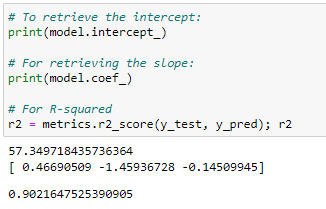 # To retrieve the intercept:
print(model.intercept_)
# For retrieving the slope:
print(model.coef_)
# For R-squared
r2 = metrics.r2_score(y_test, y_pred); r2
57.349718435736364
[ 0.46690509 -1.45936728 -0.14509945]
0.9021647525390905